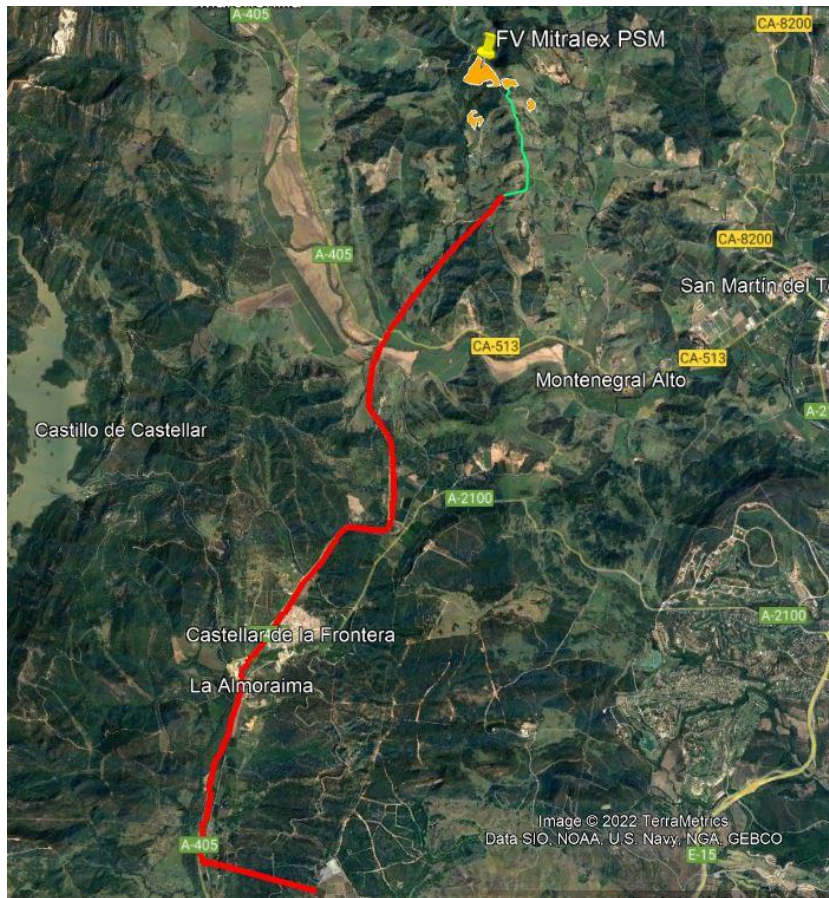 A-405
CA-8200
FV Mitralex PSM
CA-8200
A-405
San Martín del T
CA-513
CA-513
Montenegral Alto
A-2
Castillo de Castellar
A-2100
A-2100
Castellar de la Frontera
La Almoraima
Image © 2022 TerraMetrics
Data SIO, NOAA, U.S. Navy, NGA, GEBCO
A-405
E-15